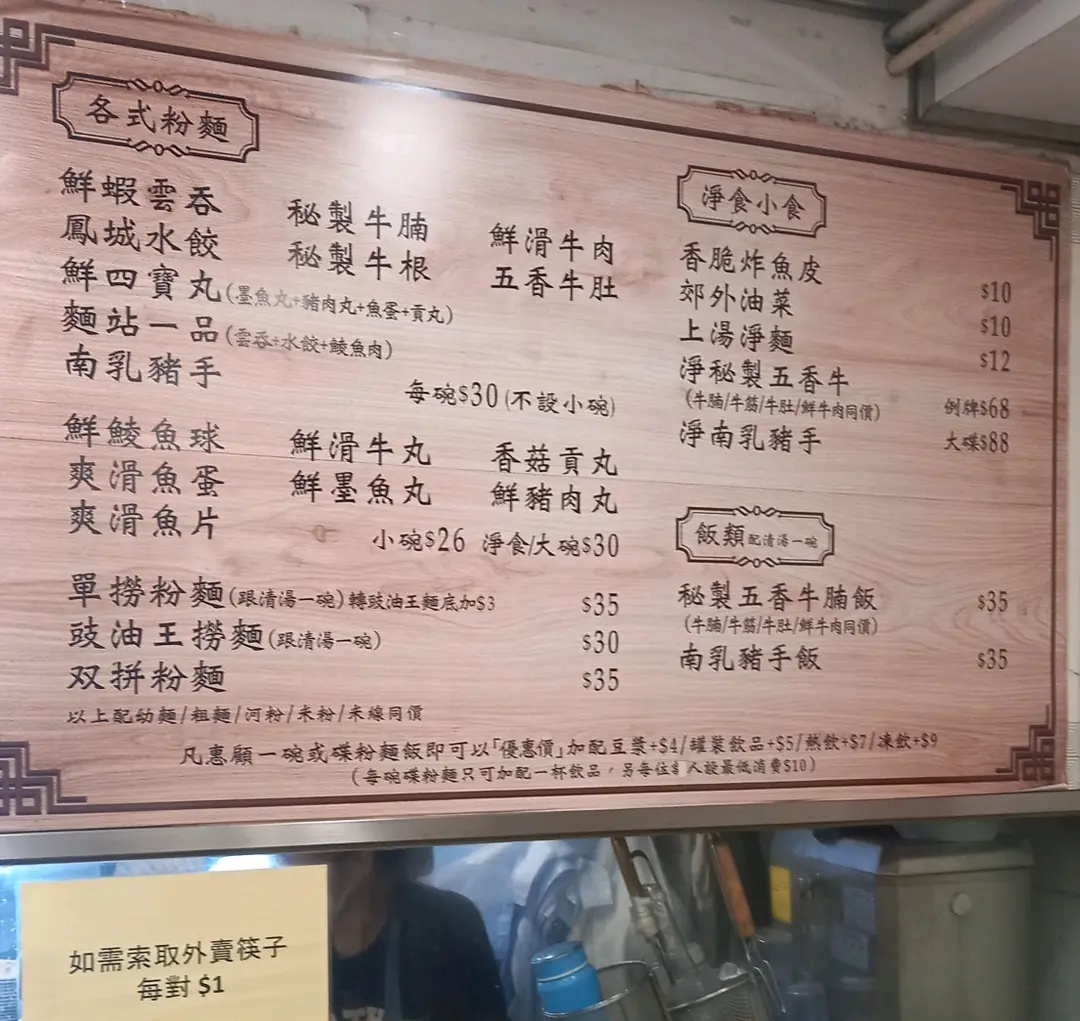 各式粉麵
鮮蝦雲吞 秘製牛腩 鮮滑牛肉
鳳城水餃 秘製牛根 五香牛肚
鮮四寶丸(墨魚丸+豬肉丸+魚蛋+貢丸)
麵站一品(雲吞+水餃+鯪魚肉)
南乳豬手
每碗$30(不設小碗)
鮮鯪魚球 鮮滑牛丸 香菇貢丸
爽滑魚蛋 鮮墨魚丸 鮮豬肉丸
爽滑魚片
小碗$26 淨食/大碗$30
單撈粉麵(跟清湯一碗)轉豉油王麵底加$3 $35
豉油王撈麵(跟清湯一碗) $30
双拼粉麵 $35
以上配幼麵/粗麵/河粉/米粉/米線同價
淨食小食
香脆炸魚皮 $10
郊外油菜 $10
上湯淨麵 $12
淨秘製五香牛
(牛腩/牛筋/牛肚/鮮牛肉同價) 例牌$68
淨南乳豬手 大碟$88
飯類配清湯一碗
秘製五香牛腩飯 $35
(牛腩/牛筋/牛肚/鮮牛肉同價)
南乳豬手飯 $35
凡惠顧一碗或碟粉麵飯即可以「優惠價」加配豆漿+$4/罐裝飲品+$5/熱飲+$7/凍飲+$9
(每碗碟粉麵只可加配一杯飲品，另每位 人設最低消費$10)
如需索取外賣筷子
每對 $1